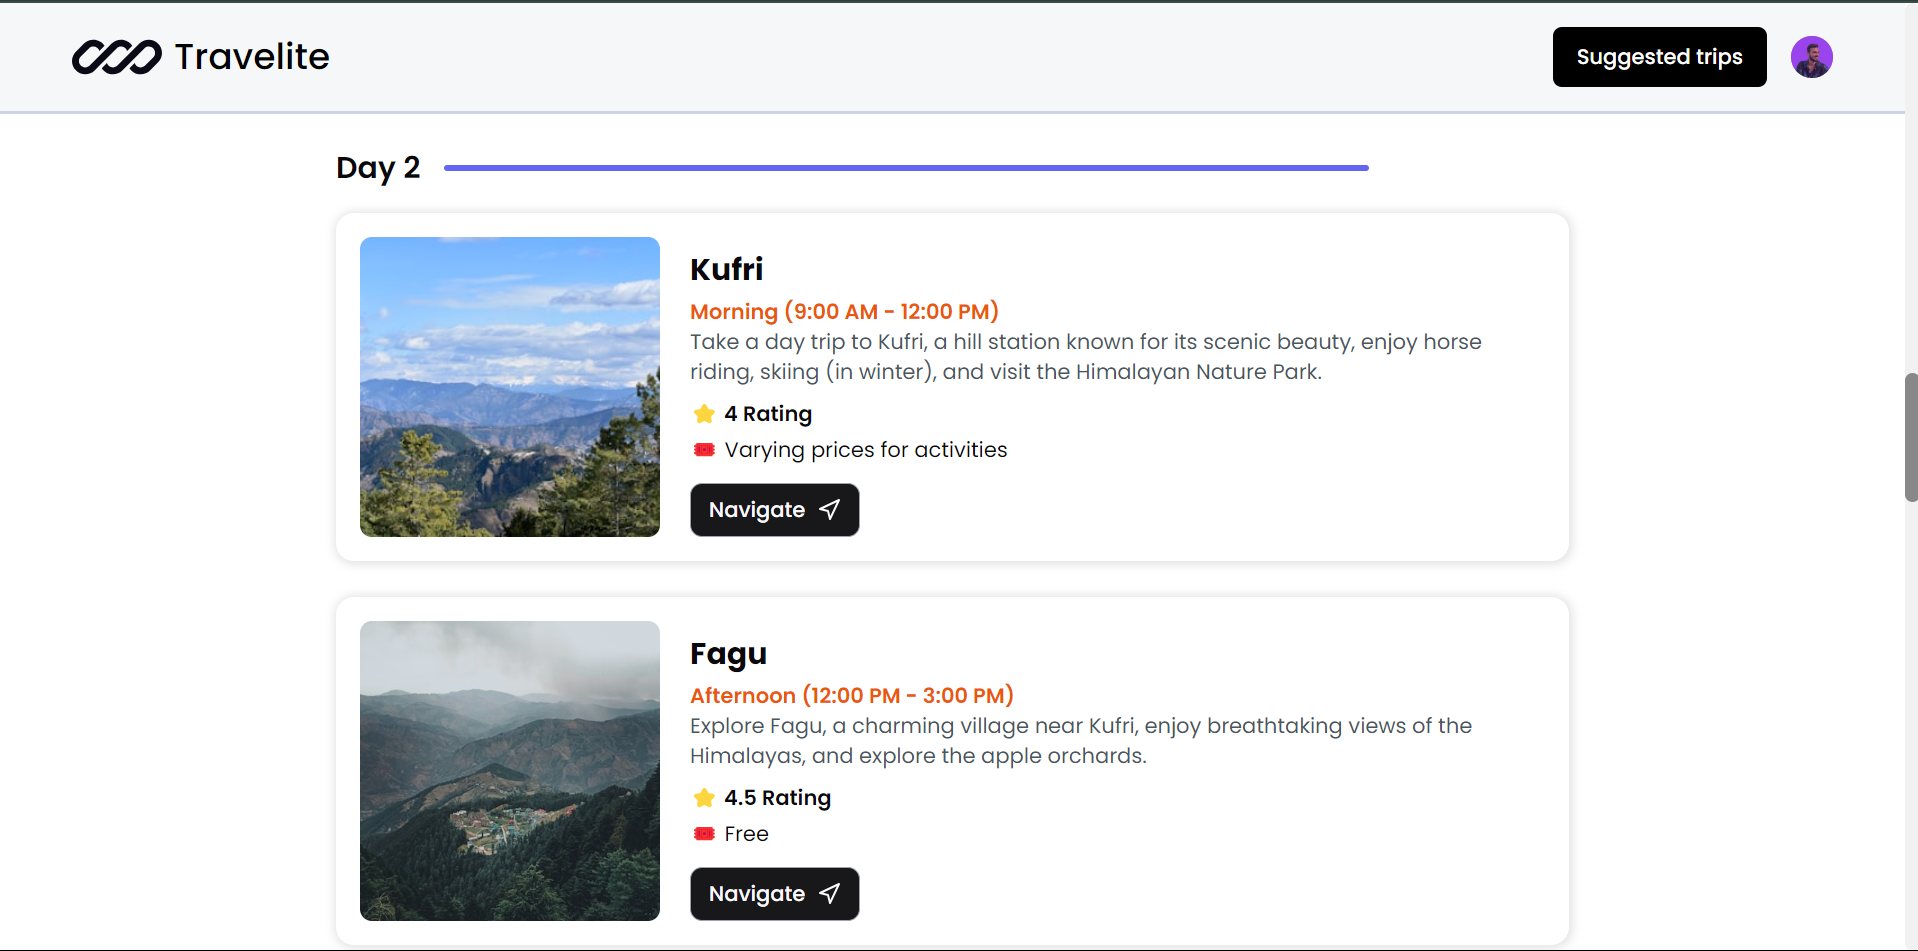 Travelite
Suggested trips
Day 2
Kufri
Morning (9:00 AM - 12:00 PM)
Take a day trip to Kufri, a hill station known for its scenic beauty, enjoy horse
riding, skiing (in winter), and visit the Himalayan Nature Park.
4 Rating
Varying prices for activities
Navigate
Fagu
Afternoon (12:00 PM - 3:00 PM)
Explore Fagu, a charming village near Kufri, enjoy breathtaking views of the
Himalayas, and explore the apple orchards.
4.5 Rating
Free
Navigate